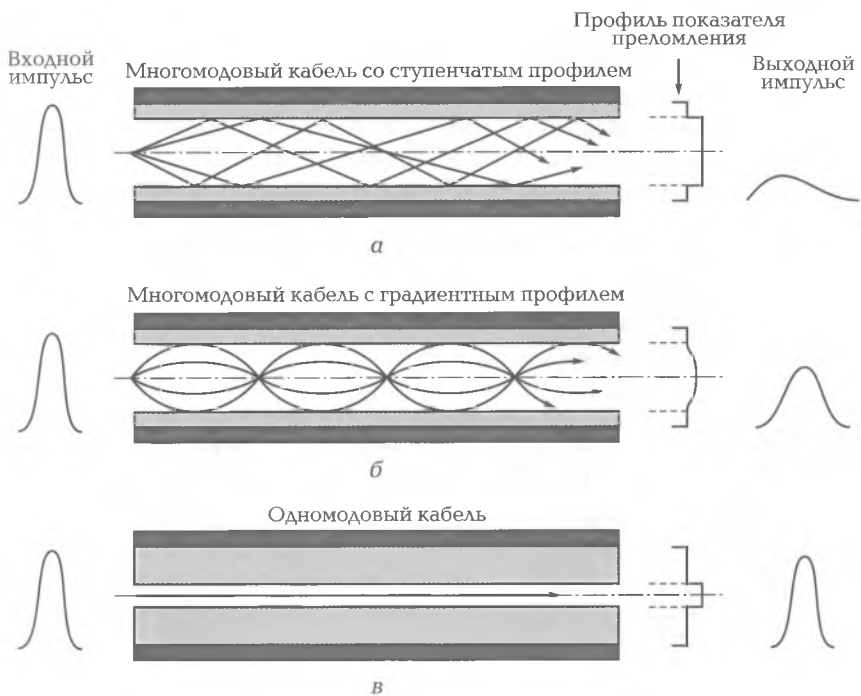 Профиль показателя
преломления
Входной
импульс
Многомодовый кабель со ступенчатым профилем
Выходной
импульс
а
Многомодовый кабель с градиентным профилем
б
Одномодовый кабель
в